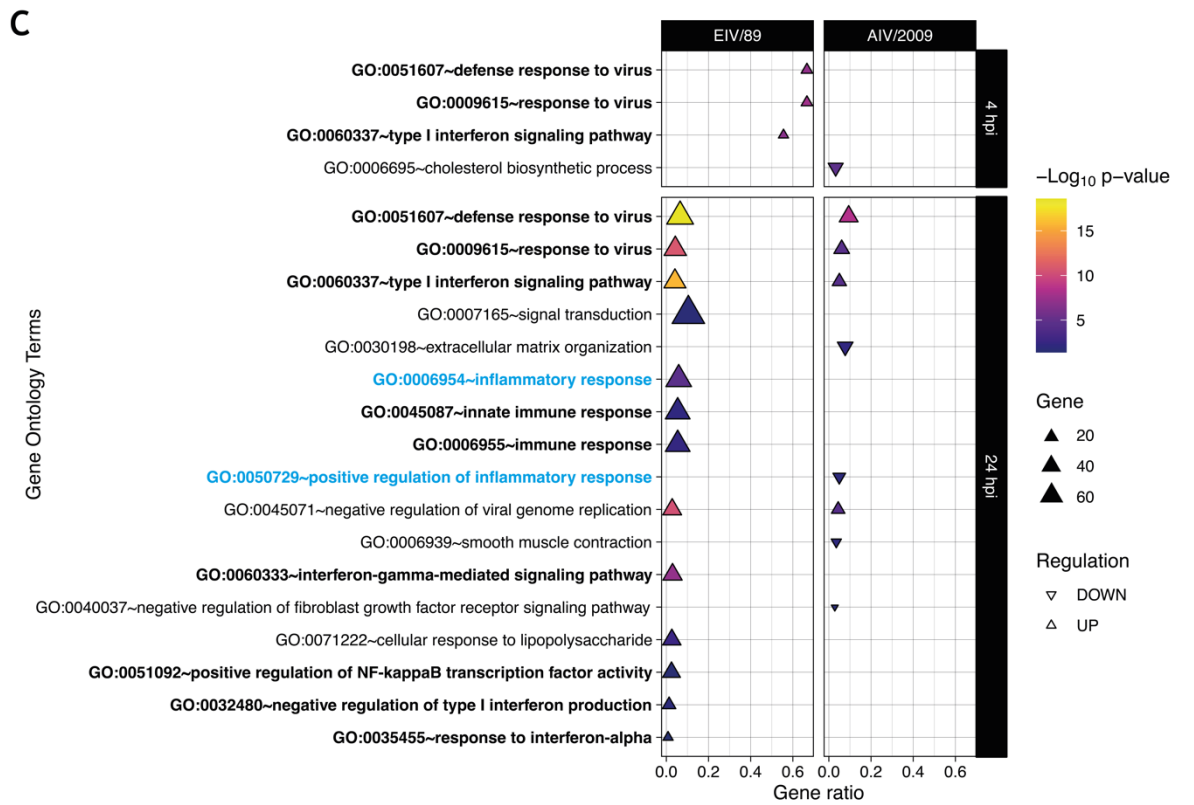 C
EIV/89
AIV/2009
GO:0051607~defense response to virus
GO:0009615~response to virus
GO:0060337~type I interferon signaling pathway
GO:0006695~cholesterol biosynthetic process
4 hpi
GO:0051607~defense response to virus
GO:0009615~response to virus
GO:0060337~type I interferon signaling pathway
GO:0007165~signal transduction
GO:0030198~extracellular matrix organization
GO:0006954~inflammatory response
GO:0045087~innate immune response
GO:0006955~immune response
GO:0050729~positive regulation of inflammatory response
GO:0045071~negative regulation of viral genome replication
GO:0006939~smooth muscle contraction
GO:0060333~interferon-gamma-mediated signaling pathway
GO:0040037~negative regulation of fibroblast growth factor receptor signaling pathway
GO:0071222~cellular response to lipopolysaccharide
GO:0051092~positive regulation of NF-kappaB transcription factor activity
GO:0032480~negative regulation of type I interferon production
GO:0035455~response to interferon-alpha
24 hpi
Gene Ontology Terms
0.0 0.2 0.4 0.6
0.0 0.2 0.4 0.6
Gene ratio
−Log₁₀ p-value
15
10
5
Gene
20
40
60
Regulation
DOWN
UP